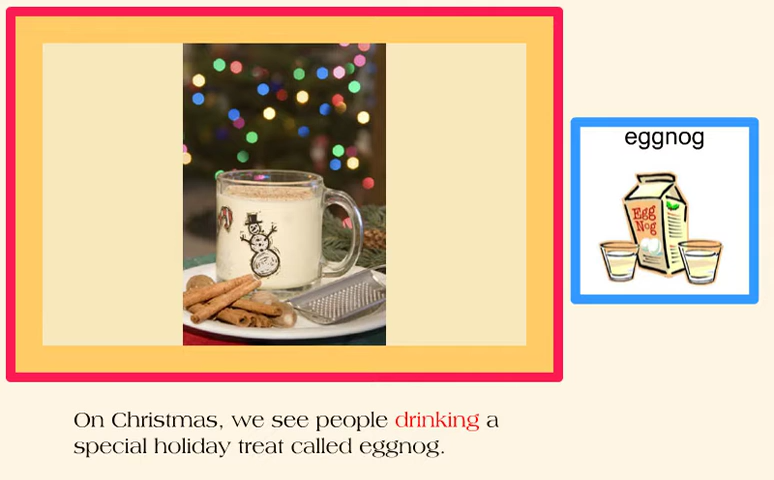 eggnog
Egg
Nog
On Christmas, we see people drinking a
special holiday treat called eggnog.